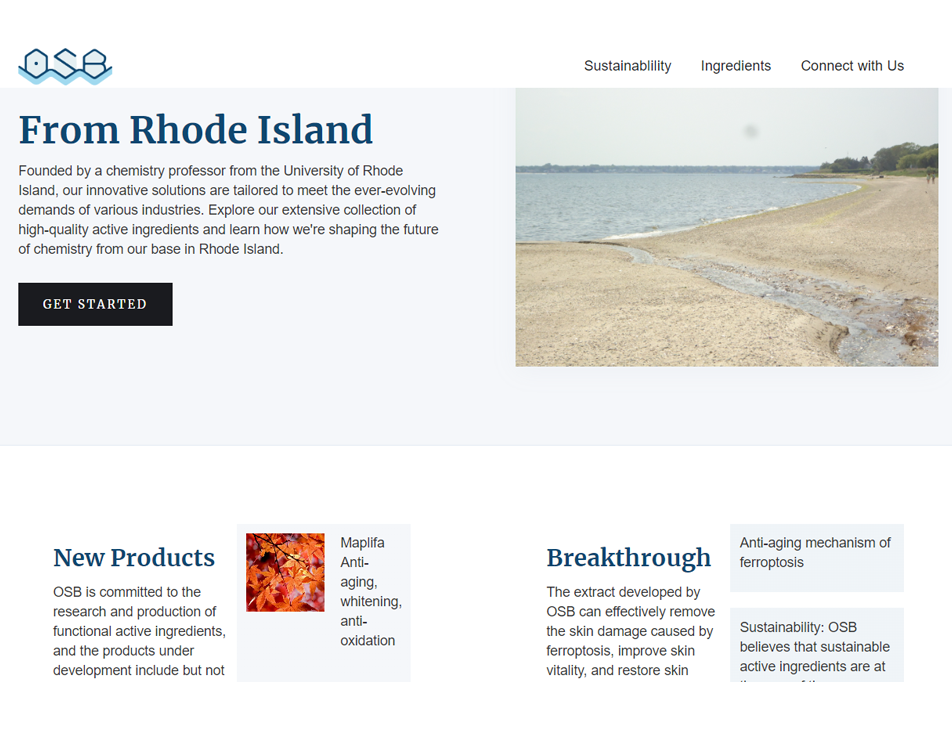 OSB
Sustainablility
Ingredients
Connect with Us
From Rhode Island
Founded by a chemistry professor from the University of Rhode
Island, our innovative solutions are tailored to meet the ever-evolving
demands of various industries. Explore our extensive collection of
high-quality active ingredients and learn how we're shaping the future
of chemistry from our base in Rhode Island.
GET STARTED
New Products
OSB is committed to the
research and production of
functional active ingredients,
and the products under
development include but not
Maplifa
Anti-
aging,
whitening,
anti-
oxidation
Breakthrough
The extract developed by
OSB can effectively remove
the skin damage caused by
ferroptosis, improve skin
vitality, and restore skin
Anti-aging mechanism of
ferroptosis
Sustainability: OSB
believes that sustainable
active ingredients are at